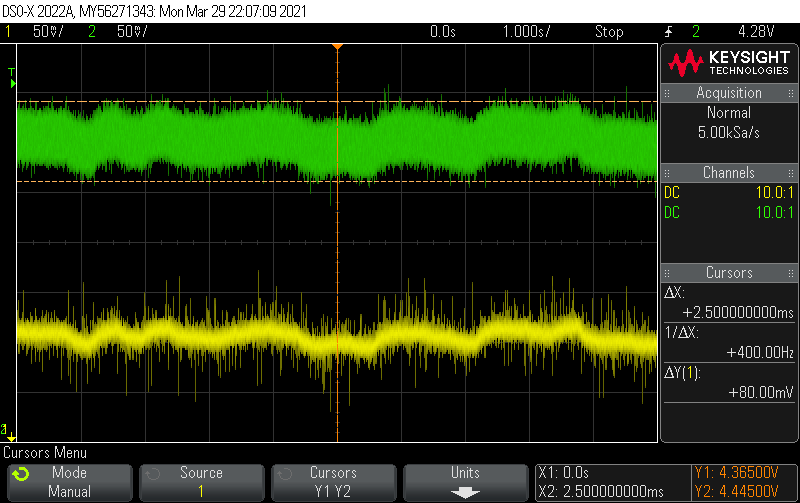 DSO-X 2022A, MY56271343: Mon Mar 29 22:07:09 2021
1 50♉/ 2 50♉/ 0.0s 1.000s/ Stop 2 4.28V
KEYSIGHT
TECHNOLOGIES
Acquisition
Normal
5.00kSa/s
Channels
DC 10.0:1
DC 10.0:1
Cursors
ΔX:
+2.500000000ms
1/ΔX:
+400.00Hz
ΔY(1):
+80.00mV
T
2
Cursors Menu
Mode
Manual
Source
1
Cursors
Y1 Y2
Units
X1: 0.0s
X2: 2.500000000ms
Y1: 4.36500V
Y2: 4.44500V